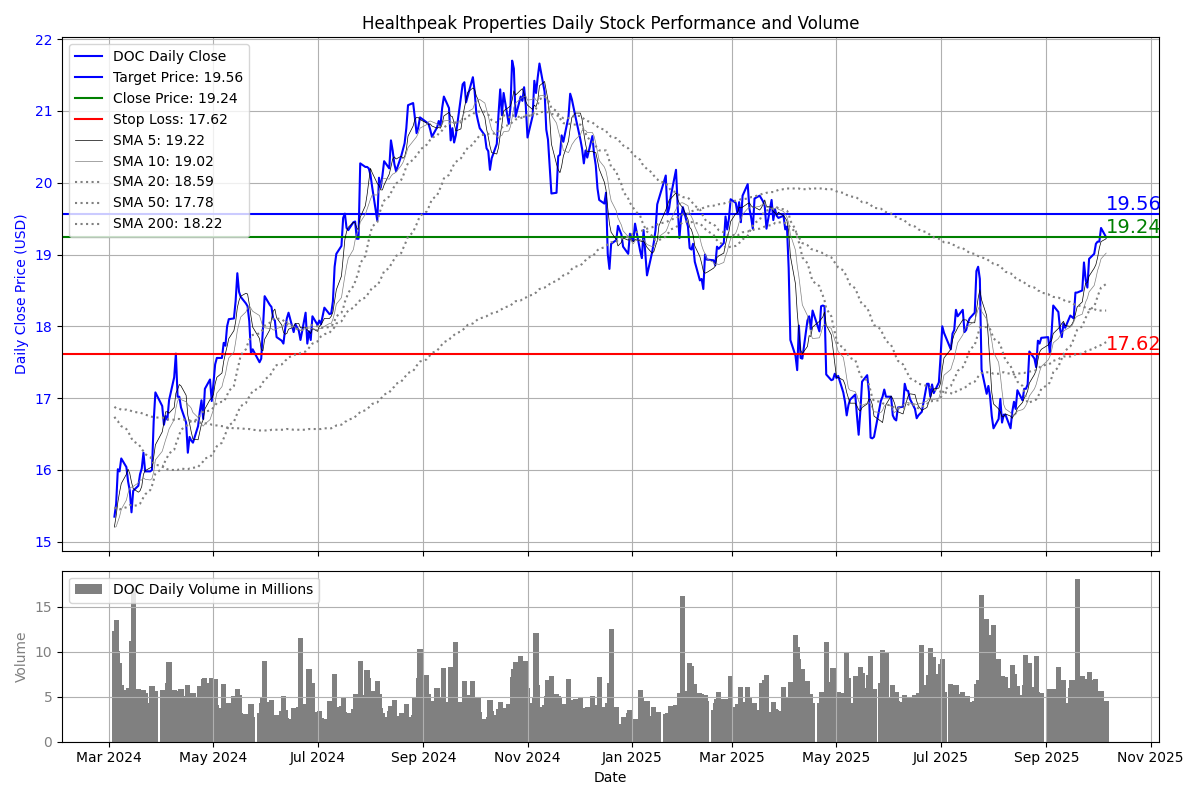 Healthpeak Properties Daily Stock Performance and Volume
22
21
20
19
18
17
16
15
Daily Close Price (USD)
DOC Daily Close
Target Price: 19.56
Close Price: 19.24
Stop Loss: 17.62
SMA 5: 19.22
SMA 10: 19.02
SMA 20: 18.59
SMA 50: 17.78
SMA 200: 18.22
19.56
19.24
17.62
DOC Daily Volume in Millions
15
10
5
0
Volume
Mar 2024 May 2024 Jul 2024 Sep 2024 Nov 2024 Jan 2025 Mar 2025 May 2025 Jul 2025 Sep 2025 Nov 2025
Date